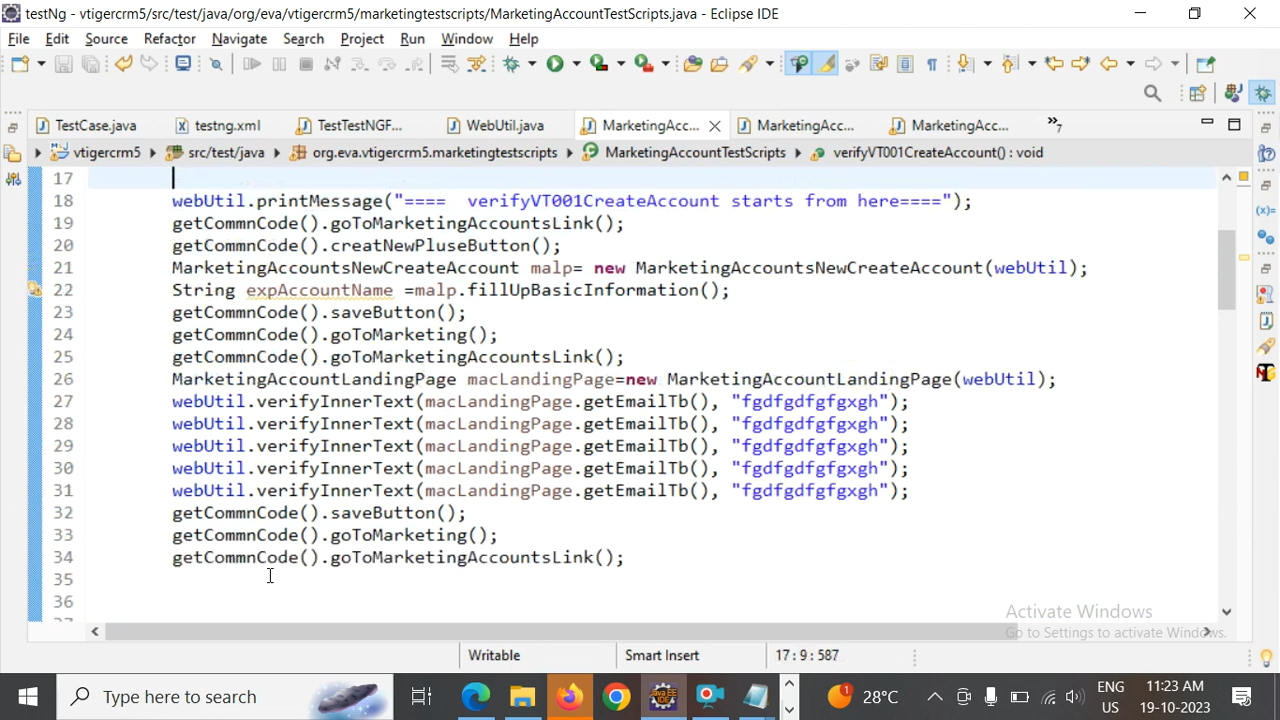 testNg - vtigercrm5/src/test/java/org/eva/vtigercrm5/marketingtestscripts/MarketingAccountTestScripts.java - Eclipse IDE
File Edit Source Refactor Navigate Search Project Run Window Help
TestCase.java testng.xml TestTestNGF... WebUtil.java MarketingAcc... MarketingAcc... MarketingAcc... 7
vtigercrm5 src/test/java org.eva.vtigercrm5.marketingtestscripts MarketingAccountTestScripts verifyVT001CreateAccount() : void
17
18 webUtil.printMessage("====  verifyVT001CreateAccount starts from here====");
19 getCommnCode().goToMarketingAccountsLink();
20 getCommnCode().creatNewPluseButton();
21 MarketingAccountsNewCreateAccount malp= new MarketingAccountsNewCreateAccount(webUtil);
22 String expAccountName =malp.fillUpBasicInformation();
23 getCommnCode().saveButton();
24 getCommnCode().goToMarketing();
25 getCommnCode().goToMarketingAccountsLink();
26 MarketingAccountLandingPage macLandingPage=new MarketingAccountLandingPage(webUtil);
27 webUtil.verifyInnerText(macLandingPage.getEmailTb(), "fgdfgdfgfgxgh");
28 webUtil.verifyInnerText(macLandingPage.getEmailTb(), "fgdfgdfgfgxgh");
29 webUtil.verifyInnerText(macLandingPage.getEmailTb(), "fgdfgdfgfgxgh");
30 webUtil.verifyInnerText(macLandingPage.getEmailTb(), "fgdfgdfgfgxgh");
31 webUtil.verifyInnerText(macLandingPage.getEmailTb(), "fgdfgdfgfgxgh");
32 getCommnCode().saveButton();
33 getCommnCode().goToMarketing();
34 getCommnCode().goToMarketingAccountsLink();
35
36
Activate Windows
Go to Settings to activate Windows.
Writable Smart Insert 17 : 9 : 587
Type here to search 28°C ENG 11:23 AM
US 19-10-2023